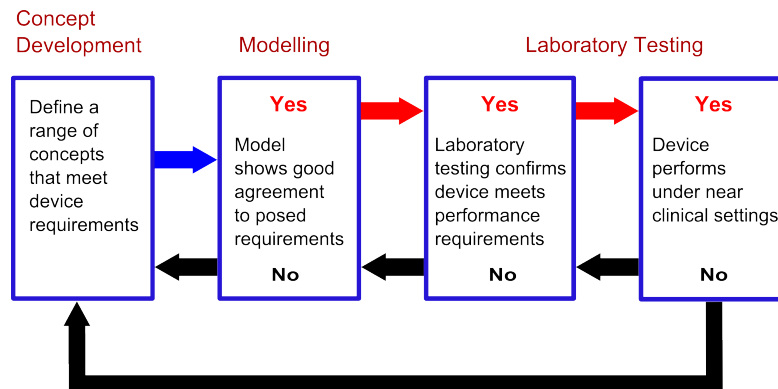 Concept
Development
Modelling
Laboratory Testing
Define a
range of
concepts
that meet
device
requirements
Yes
Model
shows good
agreement
to posed
requirements
No
Yes
Laboratory
testing confirms
device meets
performance
requirements
No
Yes
Device
performs
under near
clinical settings
No